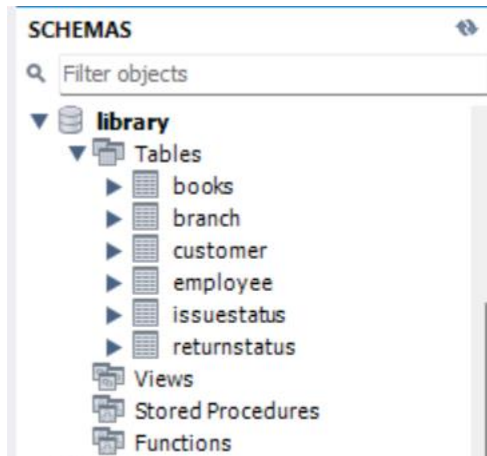 SCHEMAS
Filter objects
library
Tables
books
branch
customer
employee
issuestatus
returnstatus
Views
Stored Procedures
Functions